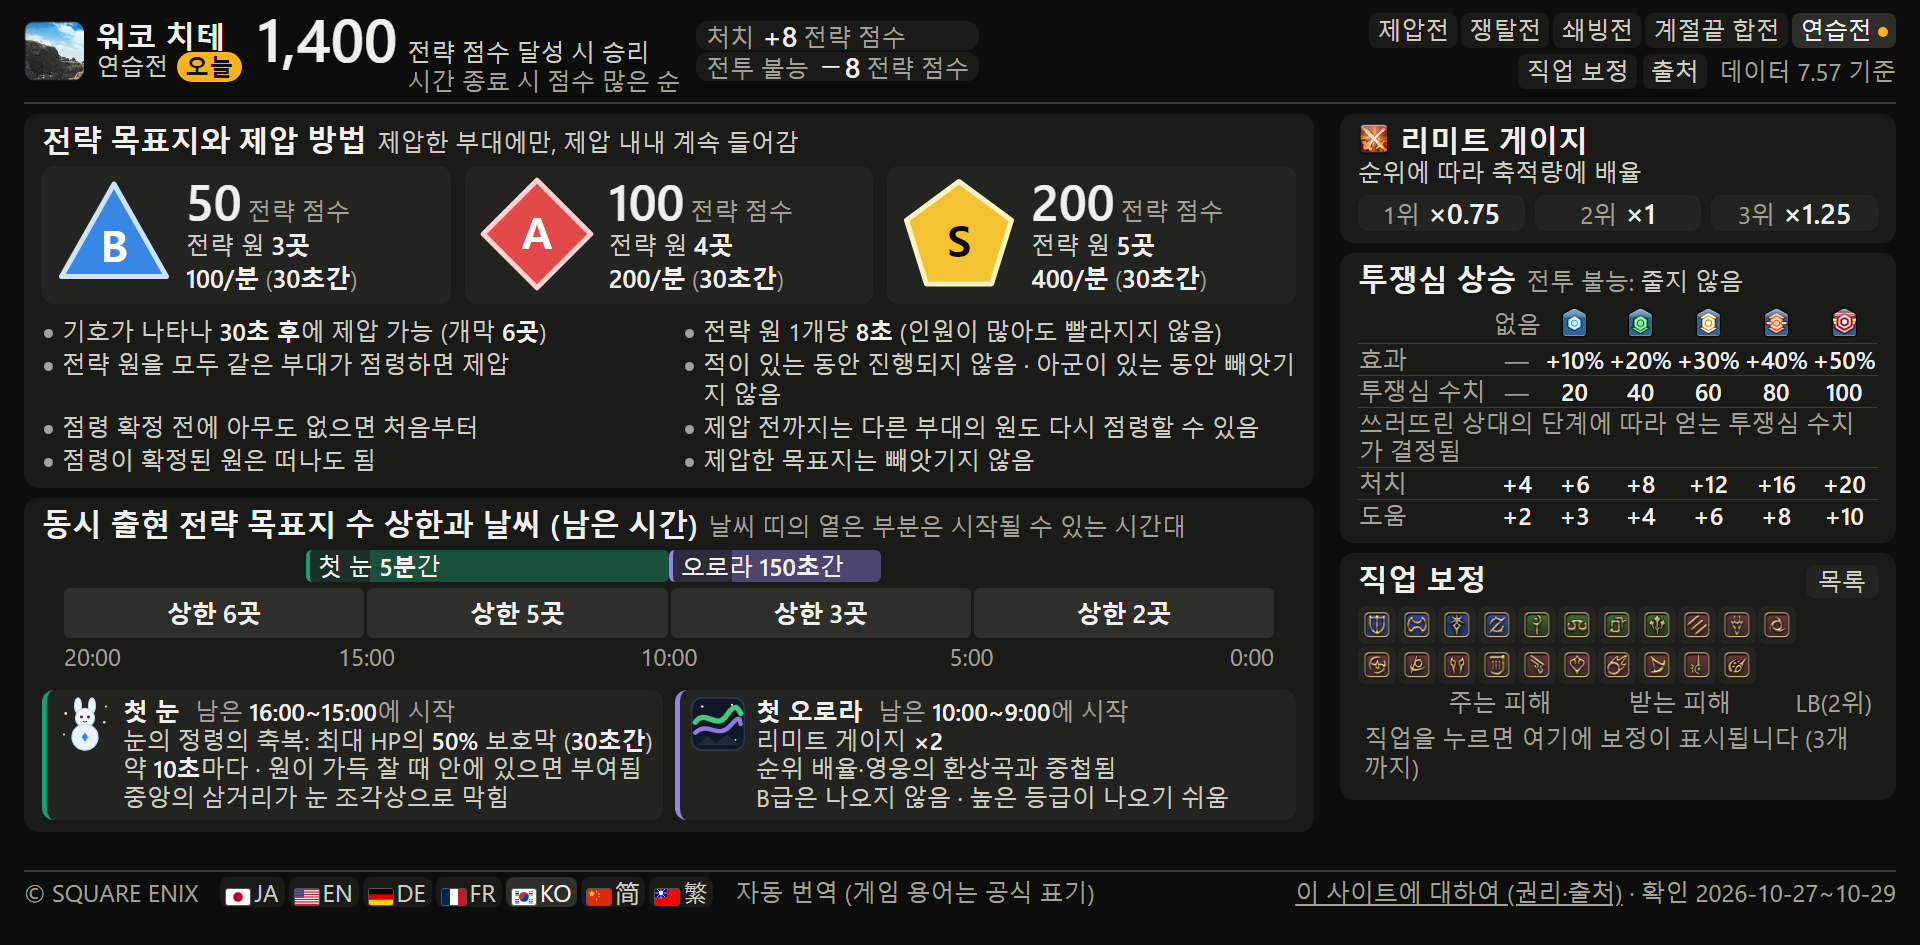 워코 치테
연습전 오늘
1,400 전략 점수 달성 시 승리
시간 종료 시 점수 많은 순
처치 +8 전략 점수
전투 불능 −8 전략 점수
제압전 쟁탈전 쇄빙전 계절끝 합전 연습전
직업 보정 출처 데이터 7.57 기준
전략 목표지와 제압 방법 제압한 부대에만, 제압 내내 계속 들어감
B
50 전략 점수
전략 원 3곳
100/분 (30초간)
A
100 전략 점수
전략 원 4곳
200/분 (30초간)
S
200 전략 점수
전략 원 5곳
400/분 (30초간)
기호가 나타나 30초 후에 제압 가능 (개막 6곳)
전략 원 1개당 8초 (인원이 많아도 빨라지지 않음)
전략 원을 모두 같은 부대가 점령하면 제압
적이 있는 동안 진행되지 않음 · 아군이 있는 동안 빼앗기
지 않음
점령 확정 전에 아무도 없으면 처음부터
제압 전까지는 다른 부대의 원도 다시 점령할 수 있음
점령이 확정된 원은 떠나도 됨
제압한 목표지는 빼앗기지 않음
동시 출현 전략 목표지 수 상한과 날씨 (남은 시간) 날씨 띠의 옅은 부분은 시작될 수 있는 시간대
첫 눈 5분간
오로라 150초간
상한 6곳 상한 5곳 상한 3곳 상한 2곳
20:00 15:00 10:00 5:00 0:00
첫 눈 남은 16:00~15:00에 시작
눈의 정령의 축복: 최대 HP의 50% 보호막 (30초간)
약 10초마다 · 원이 가득 찰 때 안에 있으면 부여됨
중앙의 삼거리가 눈 조각상으로 막힘
첫 오로라 남은 10:00~9:00에 시작
리미트 게이지 ×2
순위 배율·영웅의 환상곡과 중첩됨
B급은 나오지 않음 · 높은 등급이 나오기 쉬움
리미트 게이지
순위에 따라 축적량에 배율
1위 ×0.75 2위 ×1 3위 ×1.25
투쟁심 상승 전투 불능: 줄지 않음
없음
효과 — +10% +20% +30% +40% +50%
투쟁심 수치 — 20 40 60 80 100
쓰러뜨린 상대의 단계에 따라 얻는 투쟁심 수치
가 결정됨
처치 +4 +6 +8 +12 +16 +20
도움 +2 +3 +4 +6 +8 +10
직업 보정 목록
주는 피해 받는 피해 LB(2위)
직업을 누르면 여기에 보정이 표시됩니다 (3개
까지)
© SQUARE ENIX JA EN DE FR KO 简 繁 자동 번역 (게임 용어는 공식 표기)
이 사이트에 대하여 (권리·출처) · 확인 2026-10-27~10-29